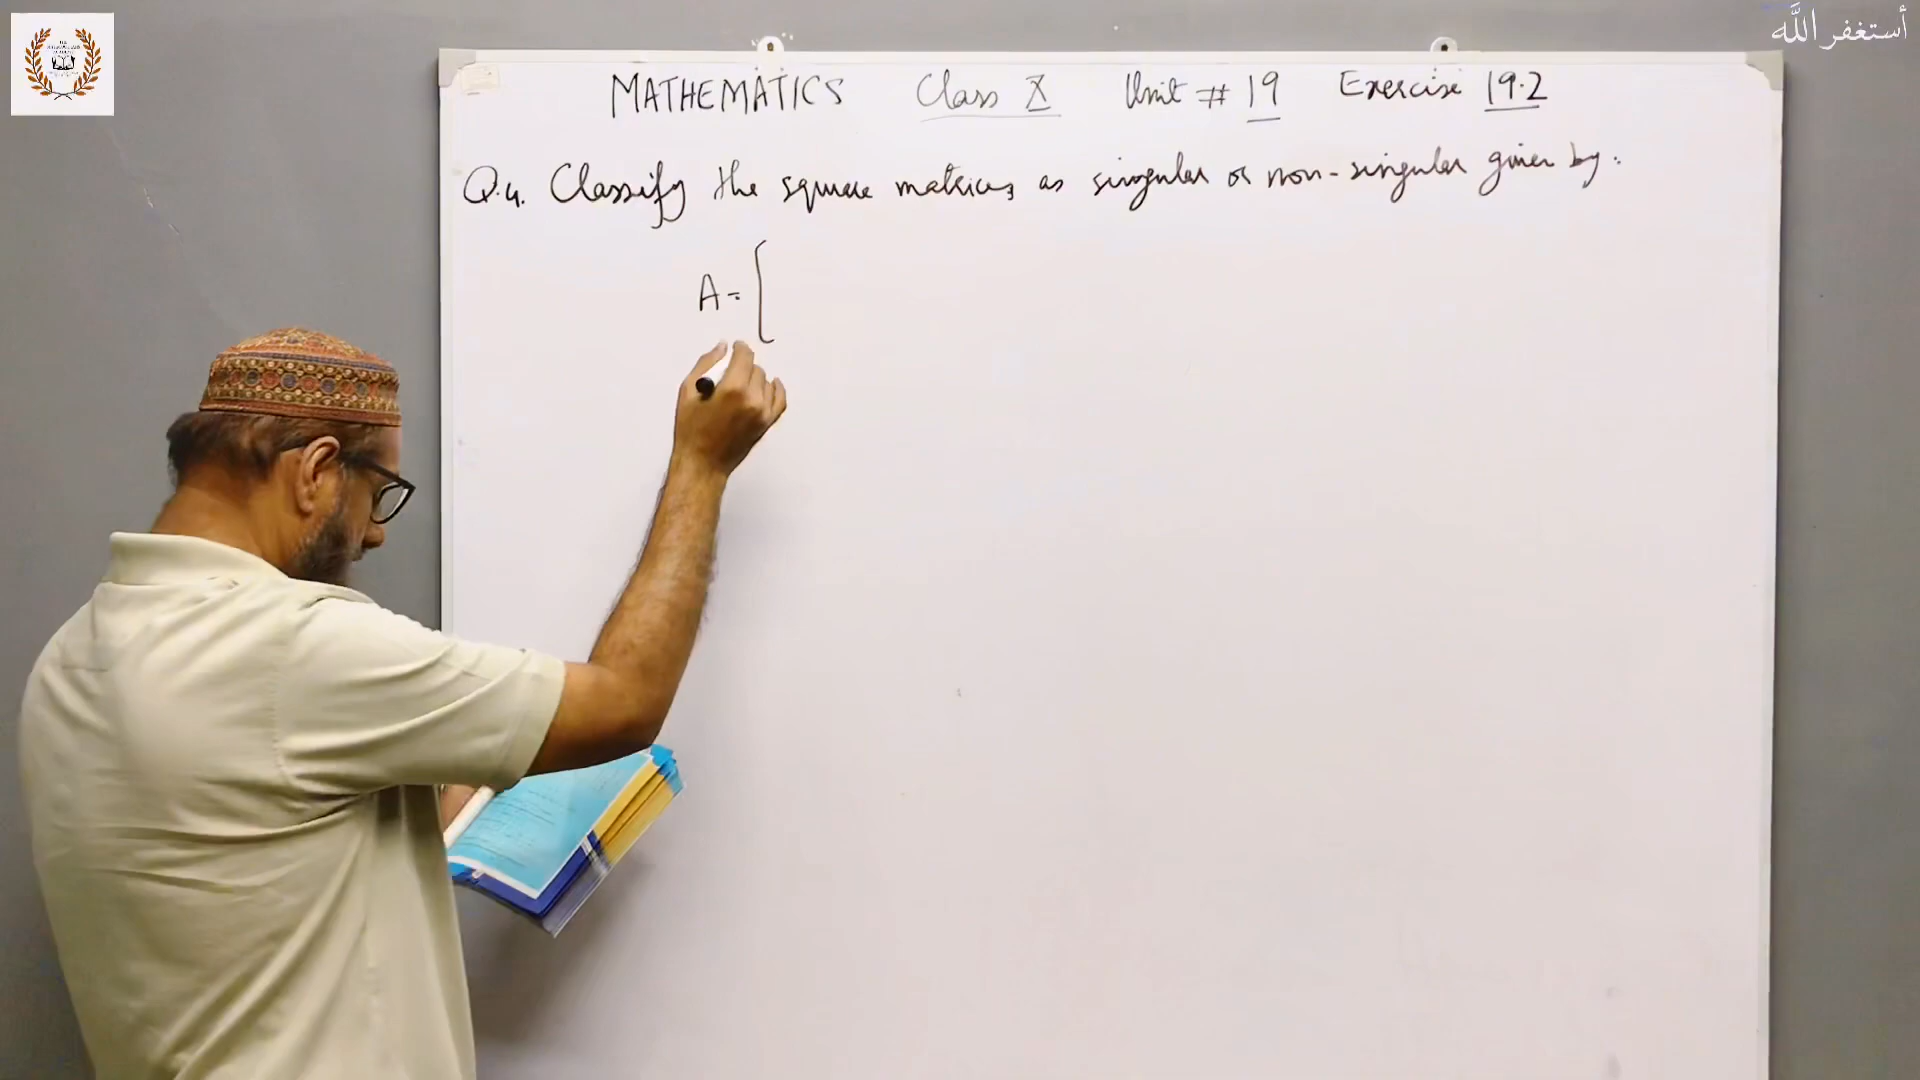 أستغفر الله
MATHEMATICS Class X Unit # 19 Exercise 19.2
Q.4. Classify the square matrices as singular or non-singular given by:
A = [